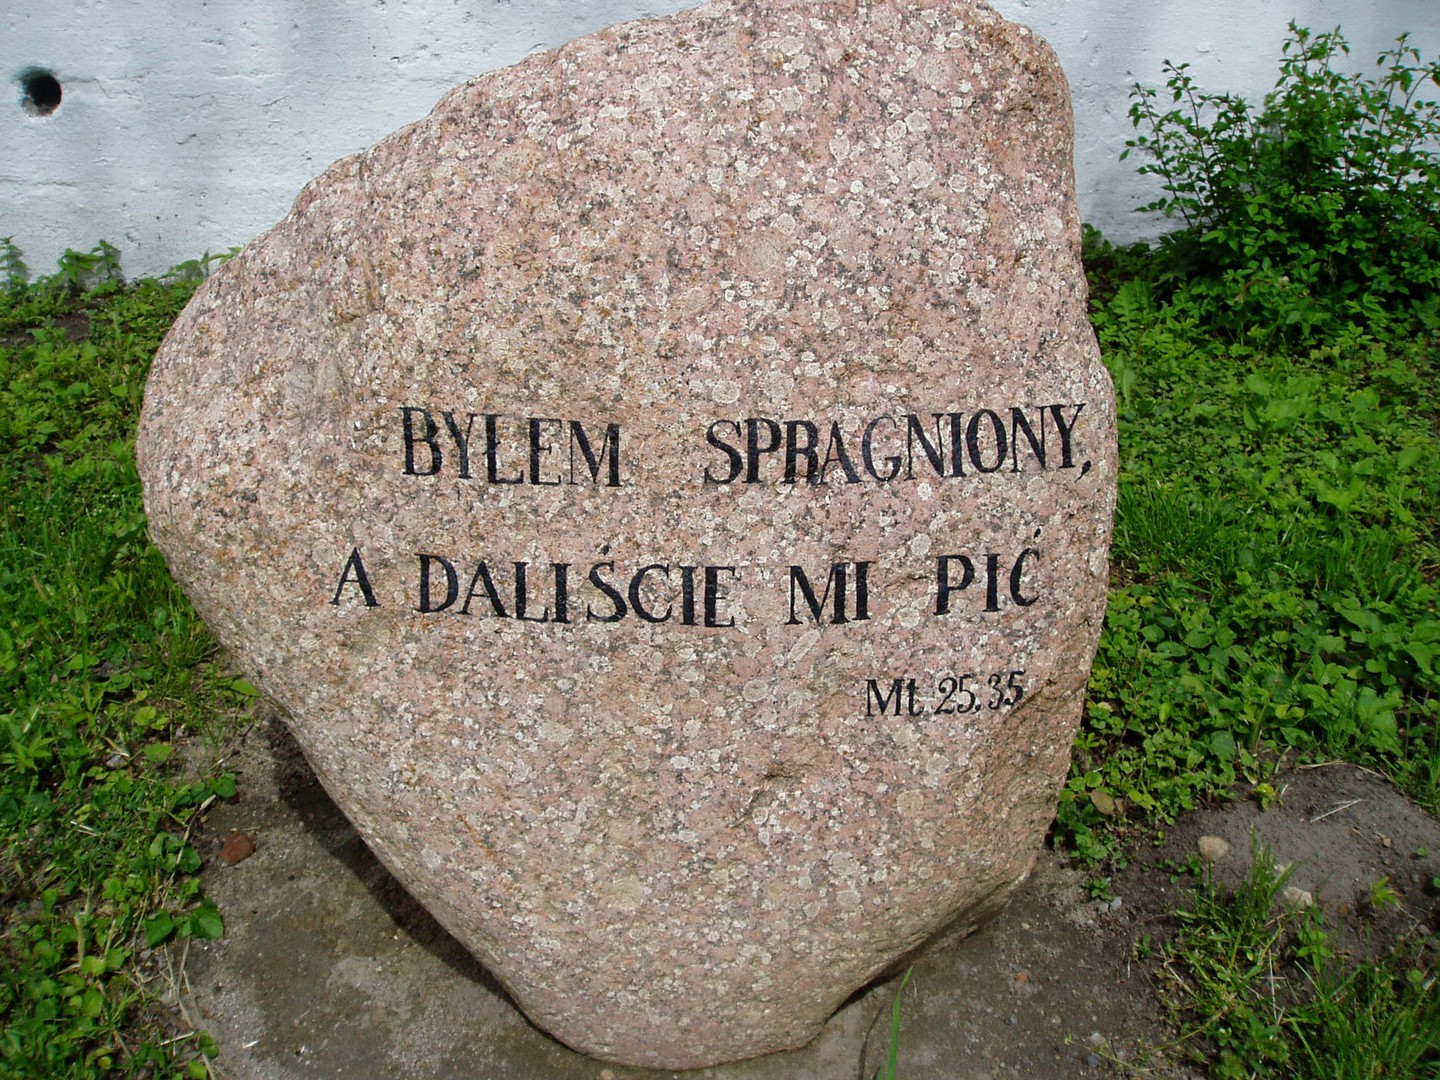 BYŁEM SPRAGNIONY,
A DALIŚCIE MI PIĆ
Mt. 25,35